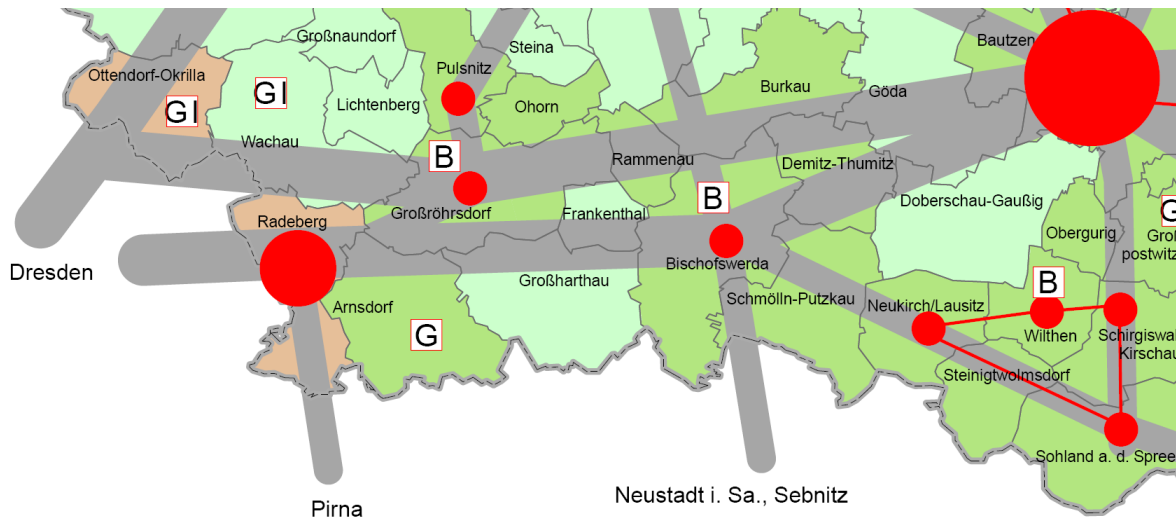 Großnaundorf
Steina
Bautzen
Ottendorf-Okrilla
Pulsnitz
GI
GI
Lichtenberg
Ohorn
Burkau
Göda
Wachau
B
Rammenau
Demitz-Thumitz
B
Radeberg
Großröhrsdorf
Frankenthal
Doberschau-Gaußig
Obergurig
postwitz
Dresden
Bischofswerda
Arnsdorf
Großharthau
Schmölln-Putzkau
Neukirch/Lausitz
B
G
Wilthen
Steinigtwolmsdorf
Sohland a. d. Spree
Pirna
Neustadt i. Sa., Sebnitz